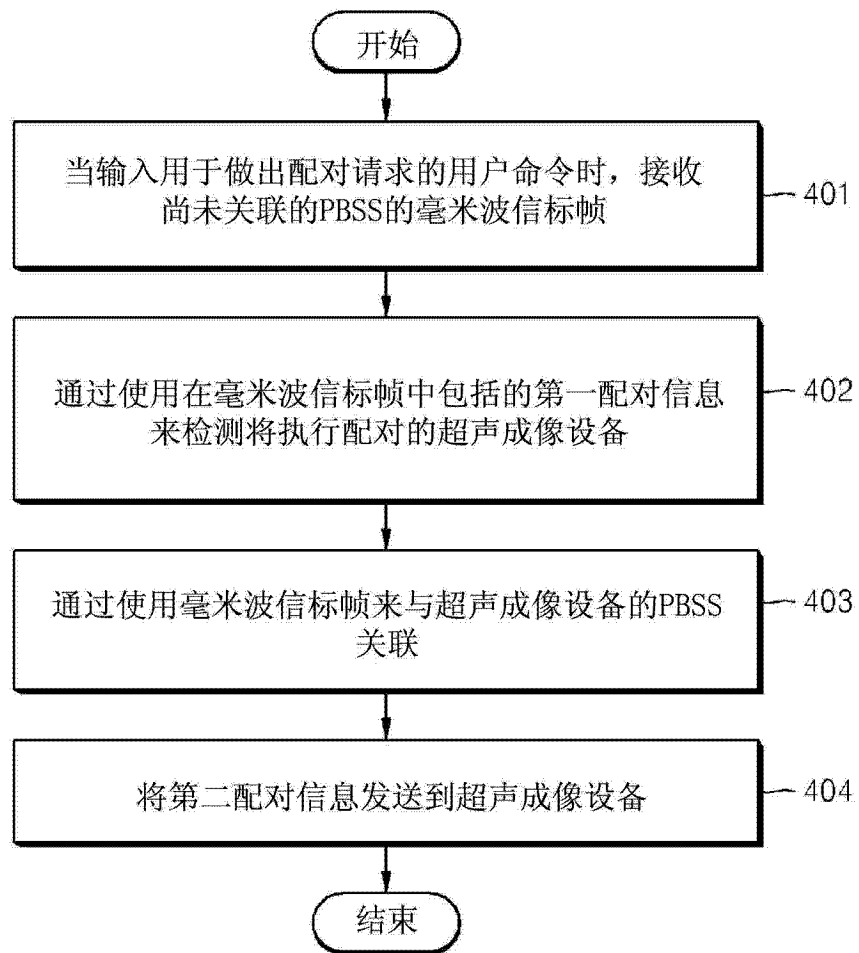 开始
当输入用于做出配对请求的用户命令时，接收
尚未关联的PBSS的毫米波信标帧
401
通过使用在毫米波信标帧中包括的第一配对信息
来检测将执行配对的超声成像设备
402
通过使用毫米波信标帧来与超声成像设备的PBSS
关联
403
将第二配对信息发送到超声成像设备
404
结束